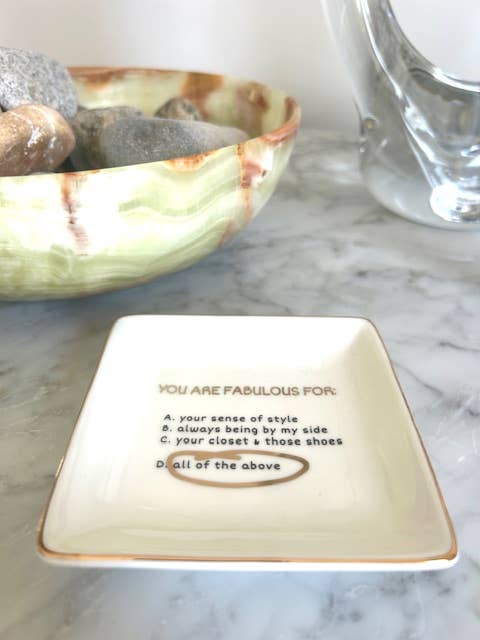 YOU ARE FABULOUS FOR:
A. your sense of style
B. always being by my side
C. your closet & those shoes
D. all of the above